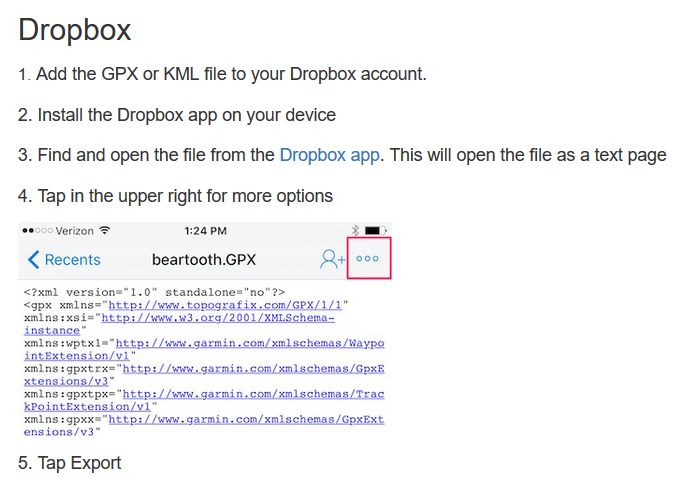 Dropbox
1. Add the GPX or KML file to your Dropbox account.
2. Install the Dropbox app on your device
3. Find and open the file from the Dropbox app. This will open the file as a text page
4. Tap in the upper right for more options
Verizon 1:24 PM
Recents beartooth.GPX
<?xml version="1.0" standalone="no"?>
<gpx xmlns="http://www.topografix.com/GPX/1/1"
xmlns:xsi="http://www.w3.org/2001/XMLSchema-
instance"
xmlns:wptx1="http://www.garmin.com/xmlschemas/Waypo
intExtension/v1"
xmlns:gpxtrx="http://www.garmin.com/xmlschemas/GpxE
xtensions/v3"
xmlns:gpxtpx="http://www.garmin.com/xmlschemas/Trac
kPointExtension/v1"
xmlns:gpxx="http://www.garmin.com/xmlschemas/GpxExt
ensions/v3"
5. Tap Export